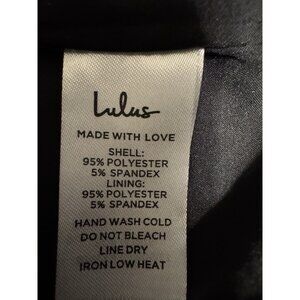 Lulus
MADE WITH LOVE
SHELL:
95% POLYESTER
5% SPANDEX
LINING:
95% POLYESTER
5% SPANDEX
HAND WASH COLD
DO NOT BLEACH
LINE DRY
IRON LOW HEAT